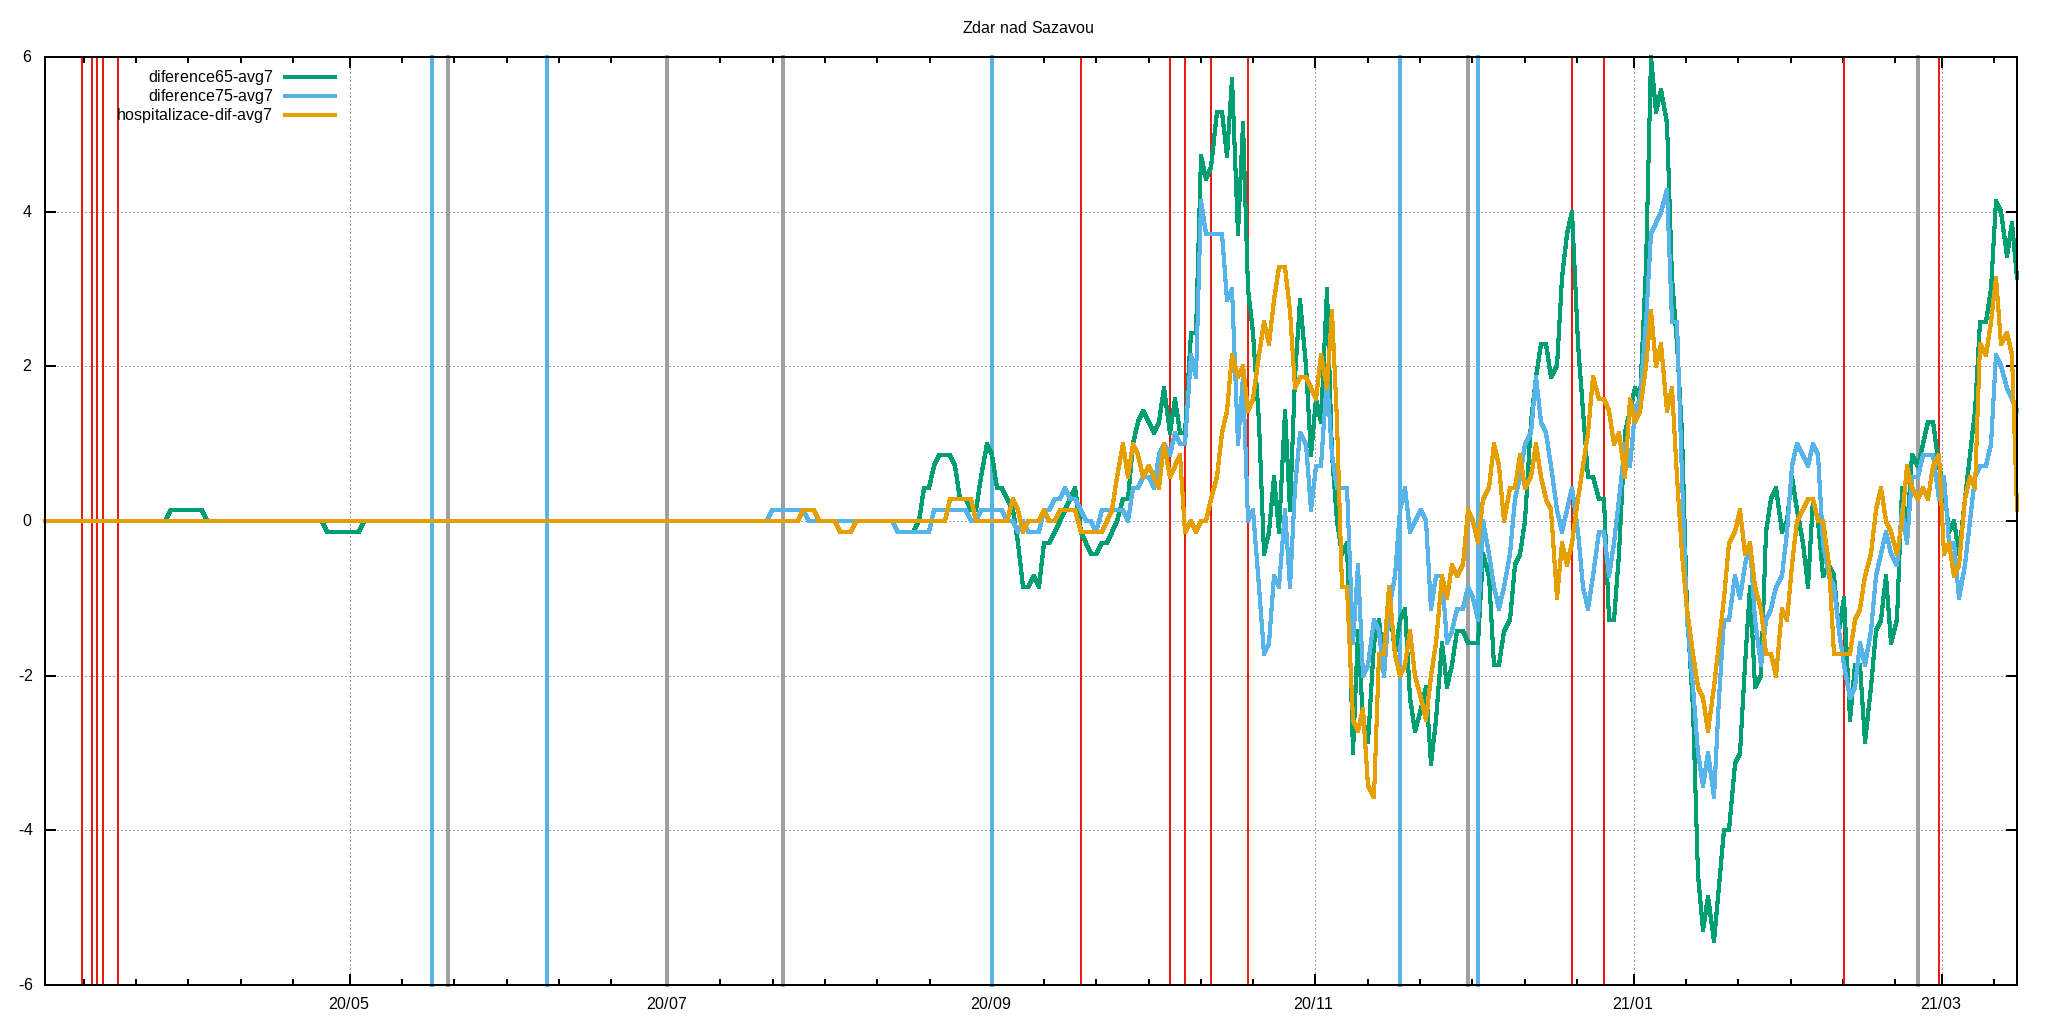 Zdar nad Sazavou
6
diference65-avg7
diference75-avg7
hospitalizace-dif-avg7
4
2
0
-2
-4
-6
20/05 20/07 20/09 20/11 21/01 21/03